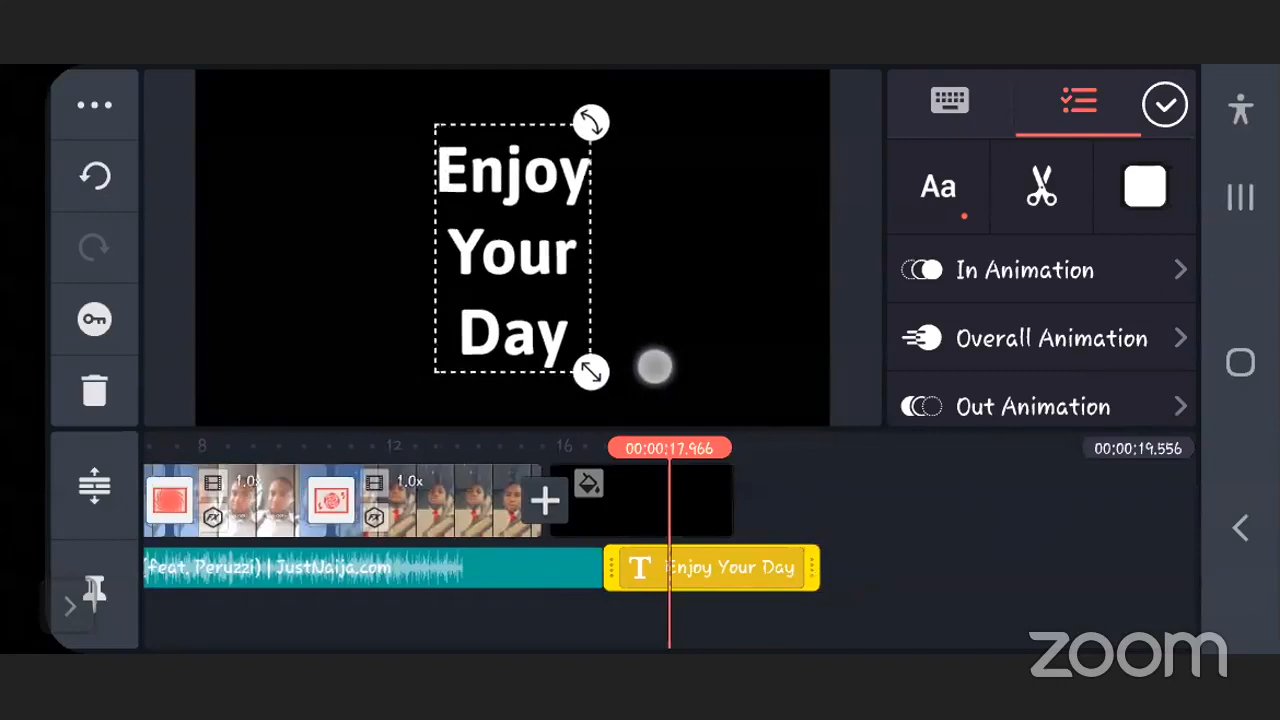 Enjoy
Your
Day
Aa
In Animation
Overall Animation
Out Animation
8
12
16
00:00:17.966
00:00:19.556
1.0x
1.0x
(feat. Peruzzi) | JustNaija.com
T Enjoy Your Day
zoom